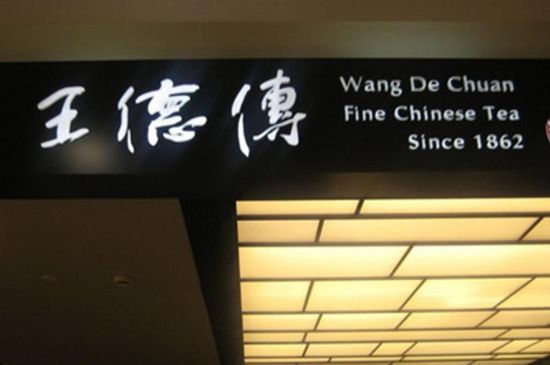 王德傳
Wang De Chuan
Fine Chinese Tea
Since 1862